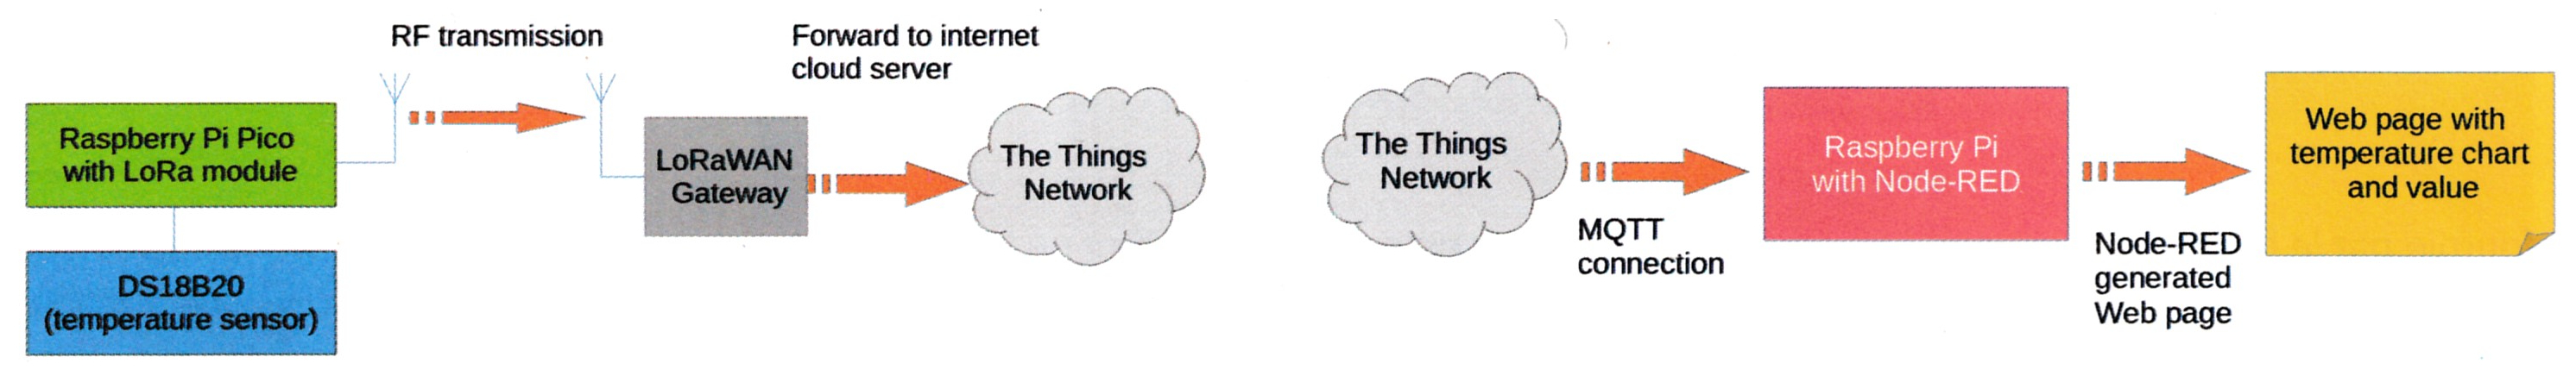 RF transmission
Forward to internet
cloud server
Raspberry Pi Pico
with LoRa module
DS18B20
(temperature sensor)
LoRaWAN
Gateway
The Things
Network
The Things
Network
MQTT
connection
Raspberry Pi
with Node-RED
Node-RED
generated
Web page
Web page with
temperature chart
and value